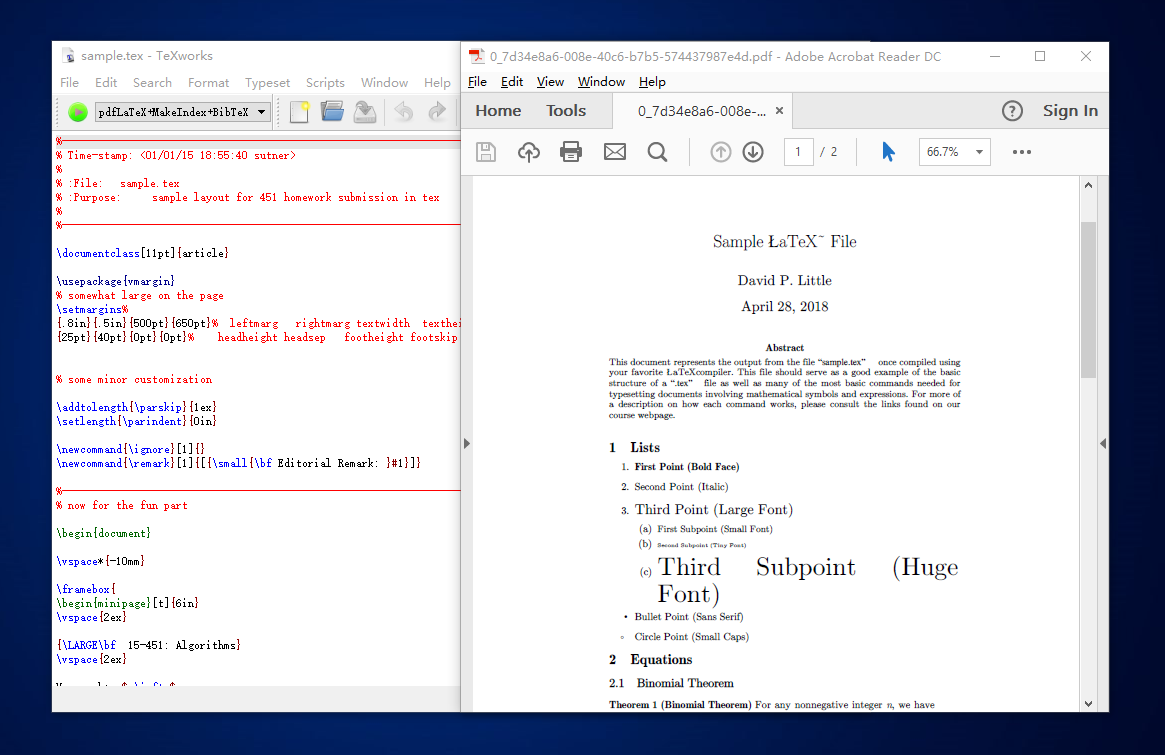 sample.tex - TeXworks
File Edit Search Format Typeset Scripts Window Help
pdfLaTeX+MakeIndex+BibTeX
%
% Time-stamp: <01/01/15 18:55:40 sutner>
%
% :File: sample.tex
% :Purpose: sample layout for 451 homework submission in tex
%
%
\documentclass[11pt]{article}
\usepackage{vmargin}
% somewhat large on the page
\setmargins%
{.8in}{.5in}{500pt}{650pt}% leftmarg rightmarg textwidth texthei
{25pt}{40pt}{0pt}{0pt}% headheight headsep footheight footskip
% some minor customization
\addtolength{\parskip}{1ex}
\setlength{\parindent}{0in}
\newcommand{\ignore}[1]{}
\newcommand{\remark}[1]{[{\small{\bf Editorial Remark: }#1}]}
%
% now for the fun part
\begin{document}
\vspace*{-10mm}
\framebox{
\begin{minipage}[t]{6in}
\vspace{2ex}
{\LARGE\bf 15-451: Algorithms}
\vspace{2ex}
0_7d34e8a6-008e-40c6-b7b5-574437987e4d.pdf - Adobe Acrobat Reader DC
File Edit View Window Help
Home Tools 0_7d34e8a6-008e-... × Sign In
1 / 2 66.7%
Sample ŁaTeX˜ File
David P. Little
April 28, 2018
Abstract
This document represents the output from the file “sample.tex” once compiled using
your favorite ŁaTeXcompiler. This file should serve as a good example of the basic
structure of a “.tex” file as well as many of the most basic commands needed for
typesetting documents involving mathematical symbols and expressions. For more of
a description on how each command works, please consult the links found on our
course webpage.
1 Lists
1. First Point (Bold Face)
2. Second Point (Italic)
3. Third Point (Large Font)
(a) First Subpoint (Small Font)
(b) Second Subpoint (Tiny Font)
(c) Third Subpoint (Huge
Font)
• Bullet Point (Sans Serif)
◦ Circle Point (Small Caps)
2 Equations
2.1 Binomial Theorem
Theorem 1 (Binomial Theorem) For any nonnegative integer n, we have